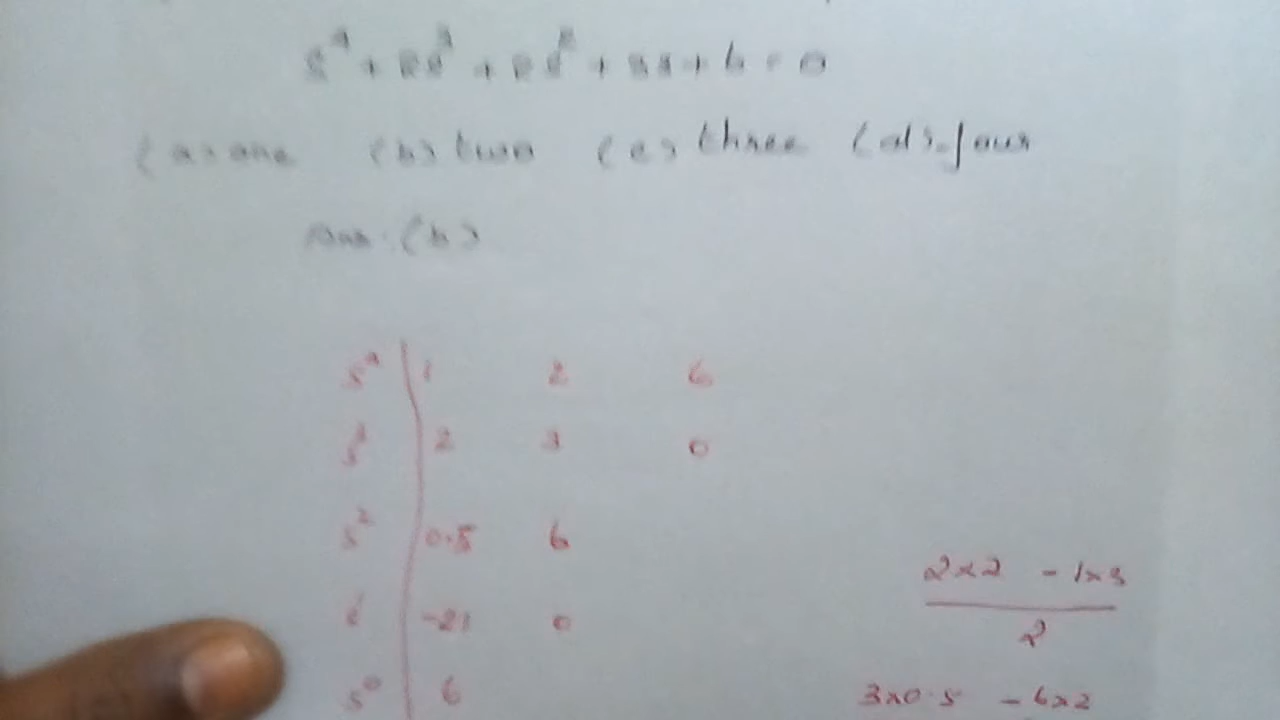 s⁴ + 2s³ + 2s² + 3s + 6 = 0
(a) one (b) two (c) three (d) four
Ans: (b)
s⁴ 1 2 6
s³ 2 3 0
s² 0.5 6
s¹ -21 0
s⁰ 6
2×2 - 1×3
2
3×0.5 - 6×2